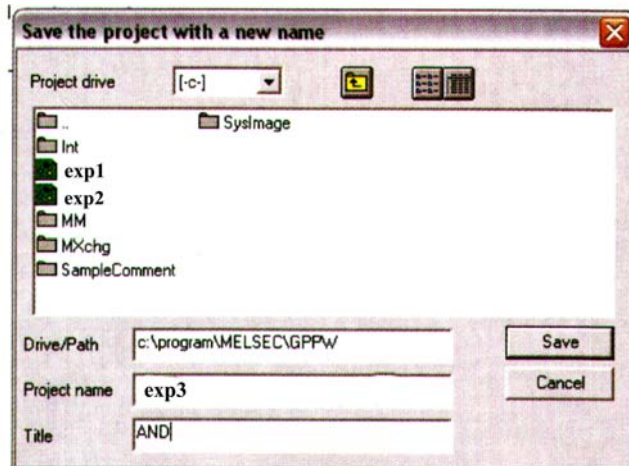 Save the project with a new name
Project drive [-c-]
.. SysImage
Int
exp1
exp2
MM
MXchg
SampleComment
Drive/Path c:\program\MELSEC\GPPW Save
Project name exp3 Cancel
Title AND